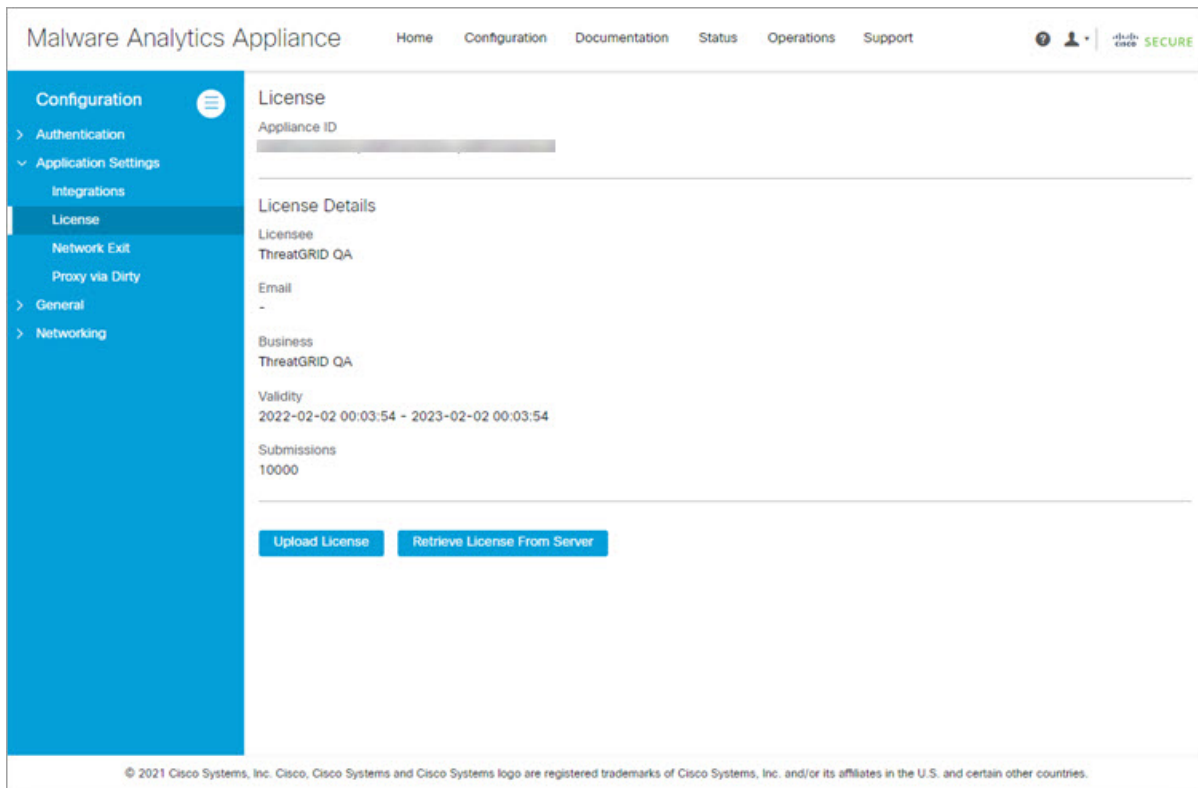 Malware Analytics Appliance Home Configuration Documentation Status Operations Support cisco SECURE
Configuration
> Authentication
Application Settings
Integrations
License
Network Exit
Proxy via Dirty
> General
> Networking
License
Appliance ID
License Details
Licensee
ThreatGRID QA
Email
-
Business
ThreatGRID QA
Validity
2022-02-02 00:03:54 - 2023-02-02 00:03:54
Submissions
10000
Upload License Retrieve License From Server
© 2021 Cisco Systems, Inc. Cisco, Cisco Systems and Cisco Systems logo are registered trademarks of Cisco Systems, Inc. and/or its affiliates in the U.S. and certain other countries.